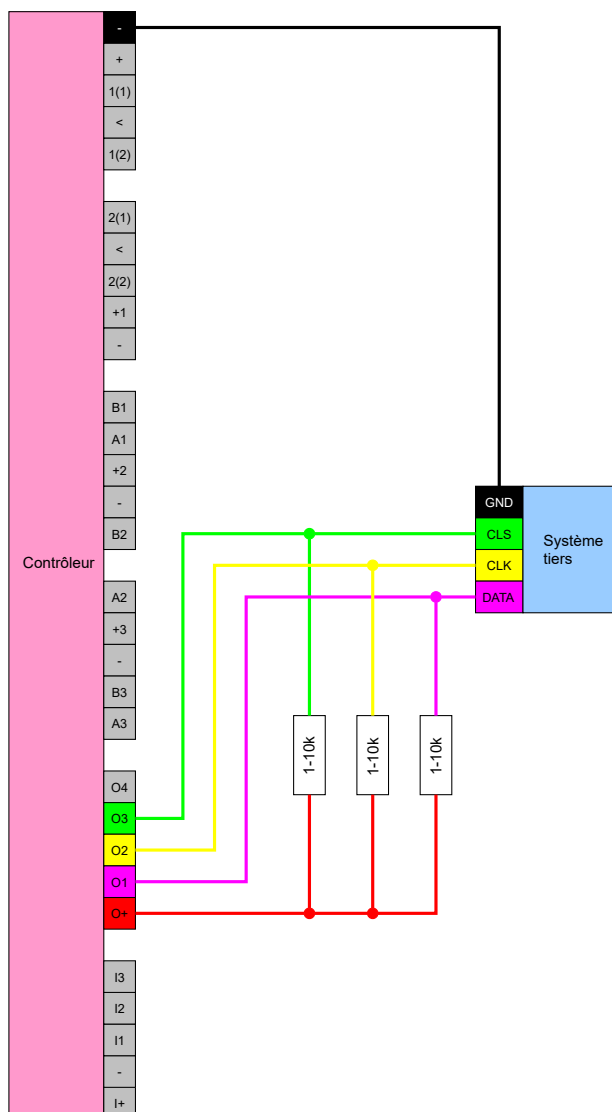 -
+
1(1)
<
1(2)
2(1)
<
2(2)
+1
-
B1
A1
+2
-
B2
Contrôleur
A2
+3
-
B3
A3
O4
O3
O2
O1
O+
I3
I2
I1
-
I+
GND
CLS
CLK
DATA
Système
tiers
1-10k
1-10k
1-10k